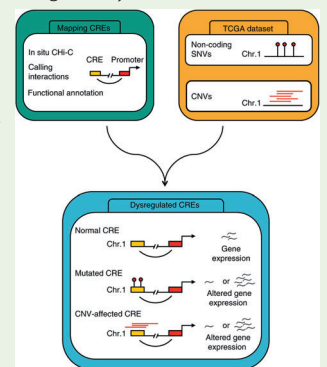 Mapping CREs
In situ CHi-C
Calling interactions
CRE Promoter
Functional annotation
TCGA dataset
Non-coding SNVs
Chr.1
CNVs
Chr.1
Dysregulated CREs
Normal CRE
Chr.1
Gene
expression
Mutated CRE
Chr.1
or
Altered gene
expression
CNV-affected CRE
Chr.1
or
Altered gene
expression